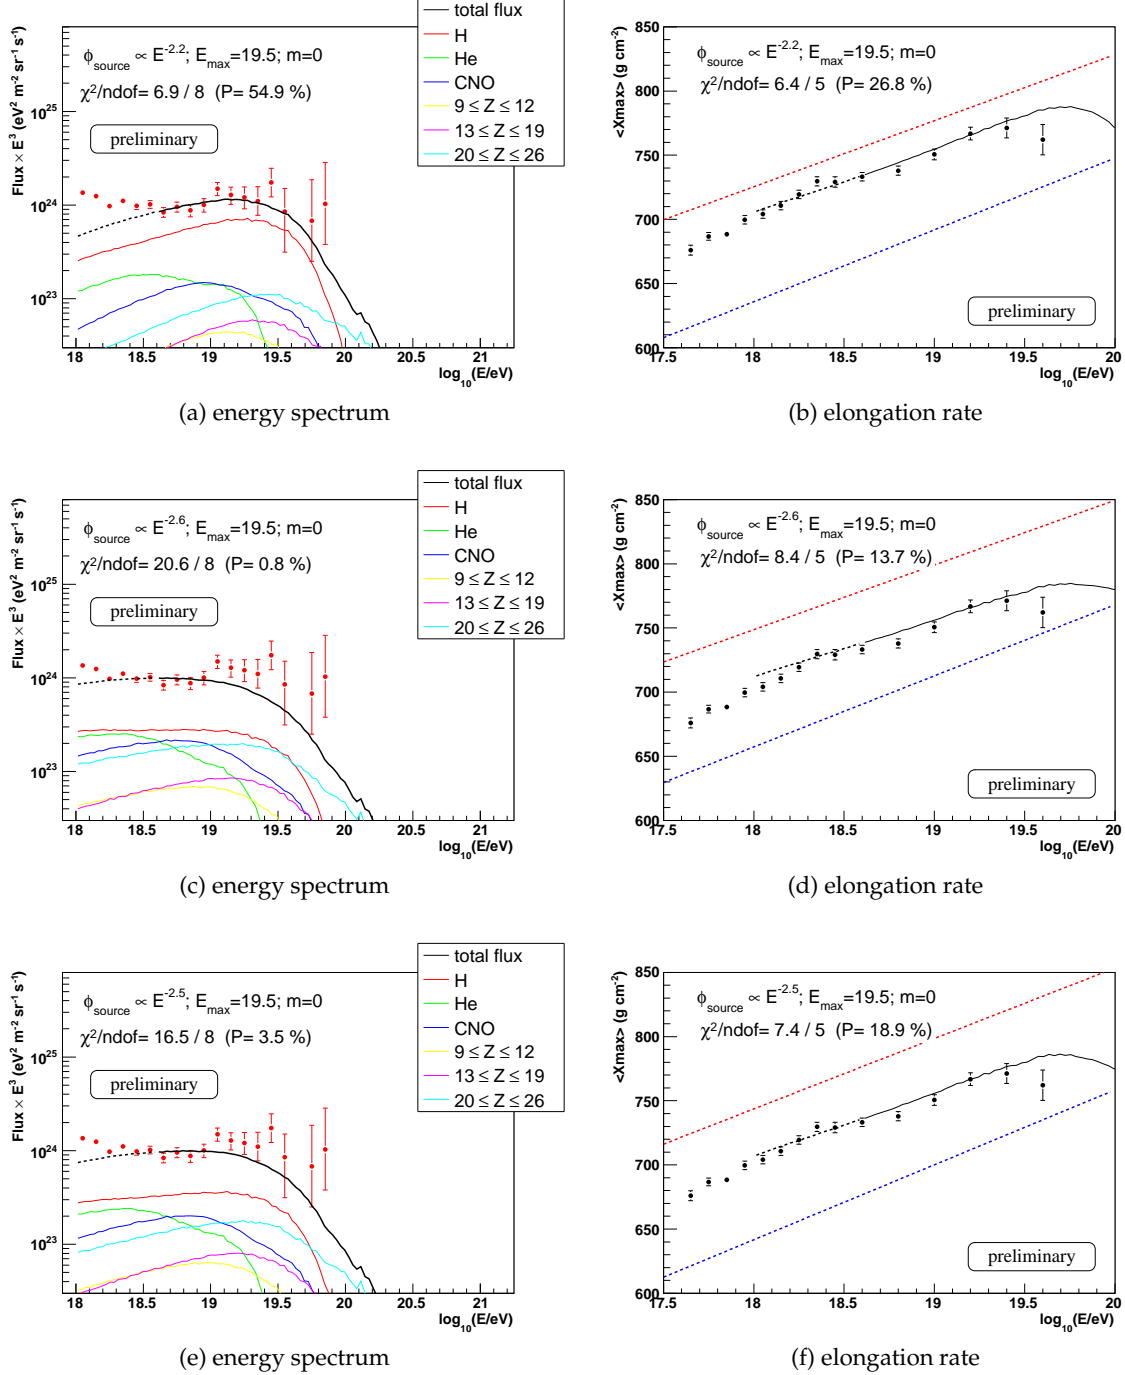 total flux
H
He
CNO
9 ≤ Z ≤ 12
13 ≤ Z ≤ 19
20 ≤ Z ≤ 26
ϕsource ∝ E^-2.2; Emax=19.5; m=0
χ²/ndof= 6.9 / 8 (P= 54.9 %)
preliminary
Flux × E³ (eV² m⁻² sr⁻¹ s⁻¹)
10²⁵
10²⁴
10²³
18 18.5 19 19.5 20 20.5 21
log₁₀(E/eV)
(a) energy spectrum
<Xmax> (g cm⁻²)
850
800
750
700
650
600
ϕsource ∝ E^-2.2; Emax=19.5; m=0
χ²/ndof= 6.4 / 5 (P= 26.8 %)
preliminary
17.5 18 18.5 19 19.5 20
log₁₀(E/eV)
(b) elongation rate
total flux
H
He
CNO
9 ≤ Z ≤ 12
13 ≤ Z ≤ 19
20 ≤ Z ≤ 26
ϕsource ∝ E^-2.6; Emax=19.5; m=0
χ²/ndof= 20.6 / 8 (P= 0.8 %)
preliminary
Flux × E³ (eV² m⁻² sr⁻¹ s⁻¹)
10²⁵
10²⁴
10²³
18 18.5 19 19.5 20 20.5 21
log₁₀(E/eV)
(c) energy spectrum
<Xmax> (g cm⁻²)
850
800
750
700
650
600
ϕsource ∝ E^-2.6; Emax=19.5; m=0
χ²/ndof= 8.4 / 5 (P= 13.7 %)
preliminary
17.5 18 18.5 19 19.5 20
log₁₀(E/eV)
(d) elongation rate
total flux
H
He
CNO
9 ≤ Z ≤ 12
13 ≤ Z ≤ 19
20 ≤ Z ≤ 26
ϕsource ∝ E^-2.5; Emax=19.5; m=0
χ²/ndof= 16.5 / 8 (P= 3.5 %)
preliminary
Flux × E³ (eV² m⁻² sr⁻¹ s⁻¹)
10²⁵
10²⁴
10²³
18 18.5 19 19.5 20 20.5 21
log₁₀(E/eV)
(e) energy spectrum
<Xmax> (g cm⁻²)
850
800
750
700
650
600
ϕsource ∝ E^-2.5; Emax=19.5; m=0
χ²/ndof= 7.4 / 5 (P= 18.9 %)
preliminary
17.5 18 18.5 19 19.5 20
log₁₀(E/eV)
(f) elongation rate